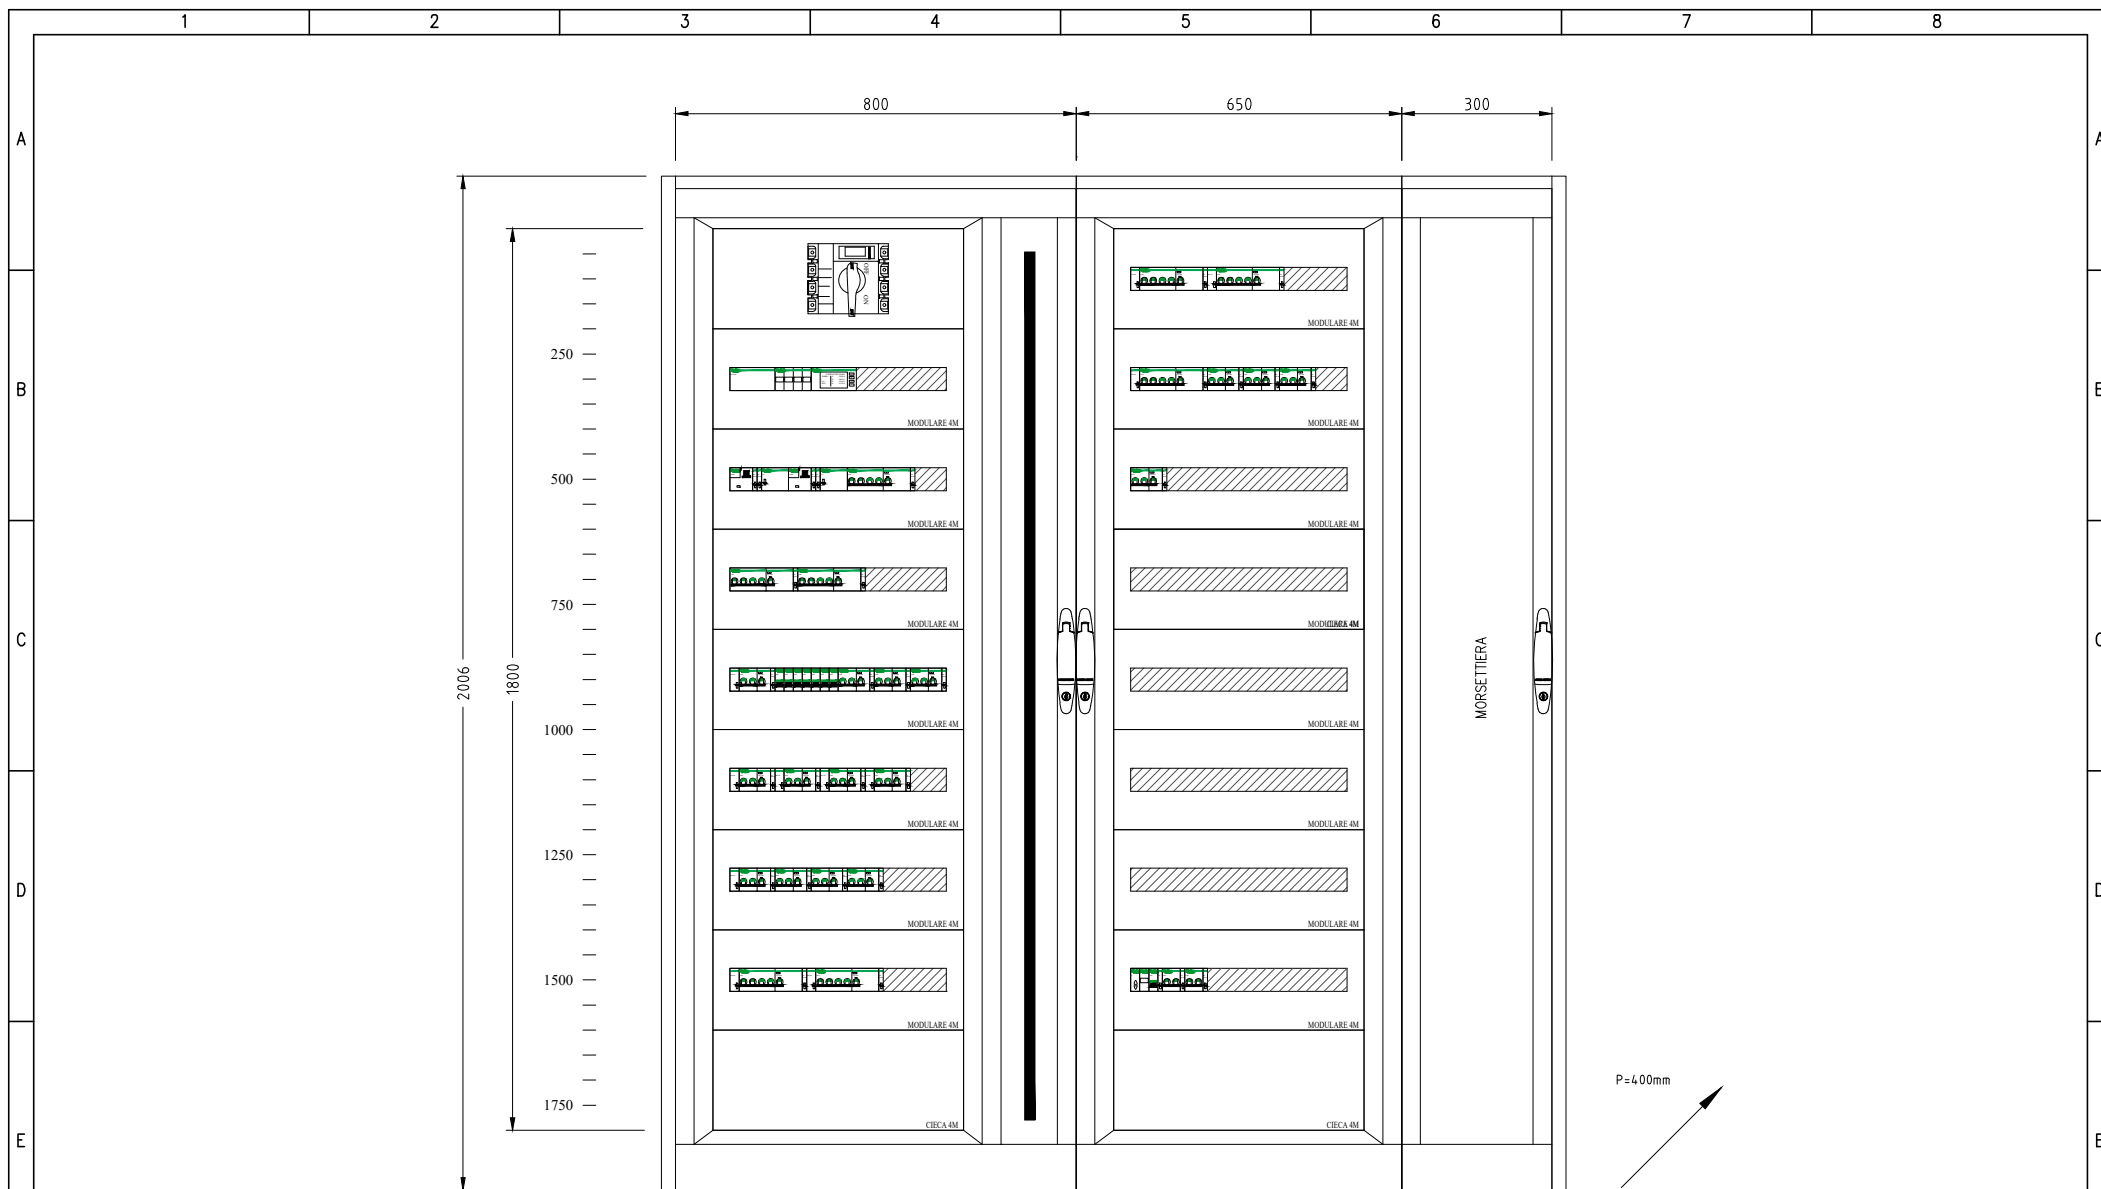 1 2 3 4 5 6 7 8
800 650 300
A A
MODULARE 4M
250
B B
MODULARE 4M MODULARE 4M
500
MODULARE 4M MODULARE 4M
750
MODULARE 4M
C C
2006
1800
MORSETTIERA
MODULARE 4M MODULARE 4M
1000
MODULARE 4M MODULARE 4M
1250
D D
MODULARE 4M MODULARE 4M
1500
MODULARE 4M MODULARE 4M
P=400mm
1750
CIECA 4M CIECA 4M
E E
OFF
ON